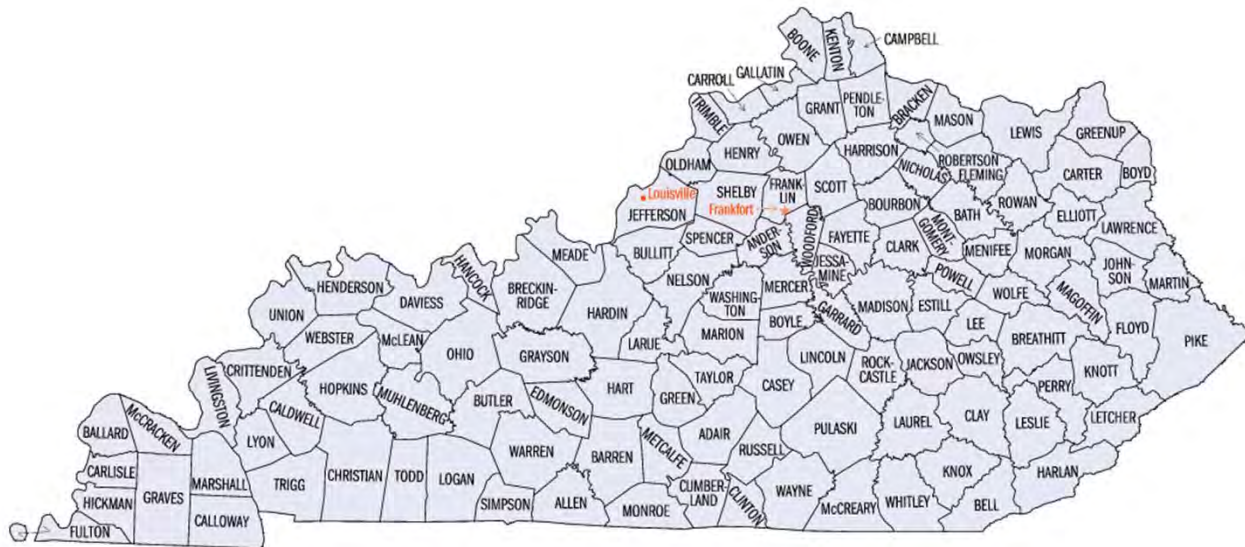 BOONE
KENTON
CAMPBELL
CARROLL
GALLATIN
TRIMBLE
GRANT
PENDLE-
TON
BRACKEN
MASON
LEWIS
GREENUP
OLDHAM
HENRY
OWEN
HARRISON
ROBERTSON
NICHOLAS
FLEMING
CARTER
BOYD
Louisville
JEFFERSON
SHELBY
Frankfort
FRANK-
LIN
SCOTT
BOURBON
BATH
ROWAN
ELLIOTT
LAWRENCE
BULLITT
SPENCER
ANDER-
SON
WOODFORD
FAYETTE
CLARK
MONT-
GOMERY
MENIFEE
MORGAN
JOHN-
SON
MARTIN
MEADE
HANCOCK
BRECKIN-
RIDGE
NELSON
WASHING-
TON
MERCER
JESSA-
MINE
MADISON
ESTILL
POWELL
WOLFE
MAGOFFIN
FLOYD
PIKE
UNION
HENDERSON
DAVIESS
HARDIN
LARUE
MARION
BOYLE
GARRARD
LEE
BREATHITT
WEBSTER
McLEAN
OHIO
GRAYSON
LINCOLN
ROCK-
CASTLE
JACKSON
OWSLEY
PERRY
KNOTT
CRITTENDEN
LIVINGSTON
HOPKINS
MUHLENBERG
BUTLER
EDMONSON
HART
GREEN
TAYLOR
CASEY
PULASKI
LAUREL
CLAY
LESLIE
LETCHER
BALLARD
McCRACKEN
LYON
CALDWELL
WARREN
BARREN
METCALFE
ADAIR
RUSSELL
KNOX
HARLAN
CARLISLE
GRAVES
MARSHALL
TRIGG
CHRISTIAN
TODD
LOGAN
SIMPSON
ALLEN
MONROE
CUMBER-
LAND
CLINTON
WAYNE
McCREARY
WHITLEY
BELL
HICKMAN
FULTON
CALLOWAY